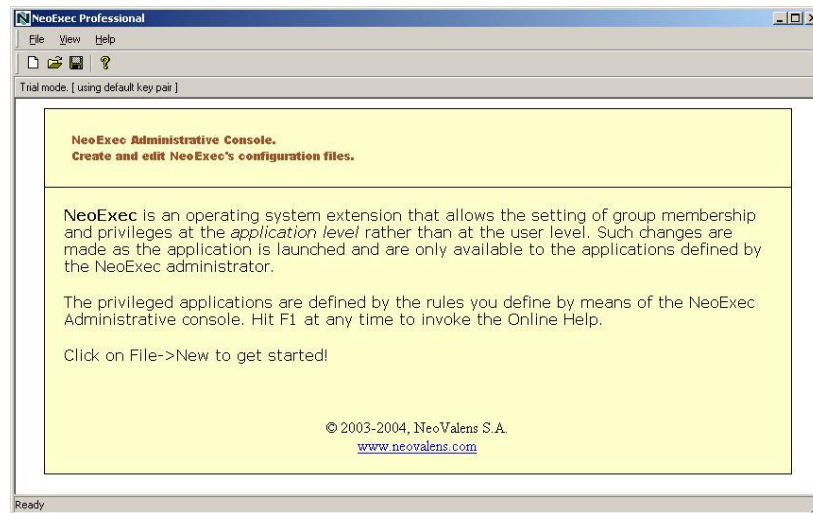 NeoExec Professional
File View Help
Trial mode. [ using default key pair ]
NeoExec Administrative Console.
Create and edit NeoExec's configuration files.
NeoExec is an operating system extension that allows the setting of group membership
and privileges at the application level rather than at the user level. Such changes are
made as the application is launched and are only available to the applications defined by
the NeoExec administrator.
The privileged applications are defined by the rules you define by means of the NeoExec
Administrative console. Hit F1 at any time to invoke the Online Help.
Click on File->New to get started!
© 2003-2004, NeoValens S.A.
www.neovalens.com
Ready